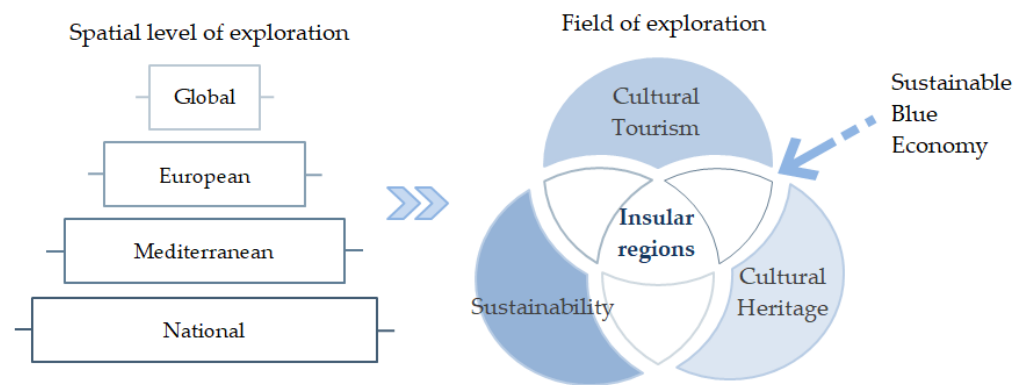 Spatial level of exploration
Global
European
Mediterranean
National
Field of exploration
Cultural
Tourism
Sustainable
Blue
Economy
Insular
regions
Sustainability
Cultural
Heritage